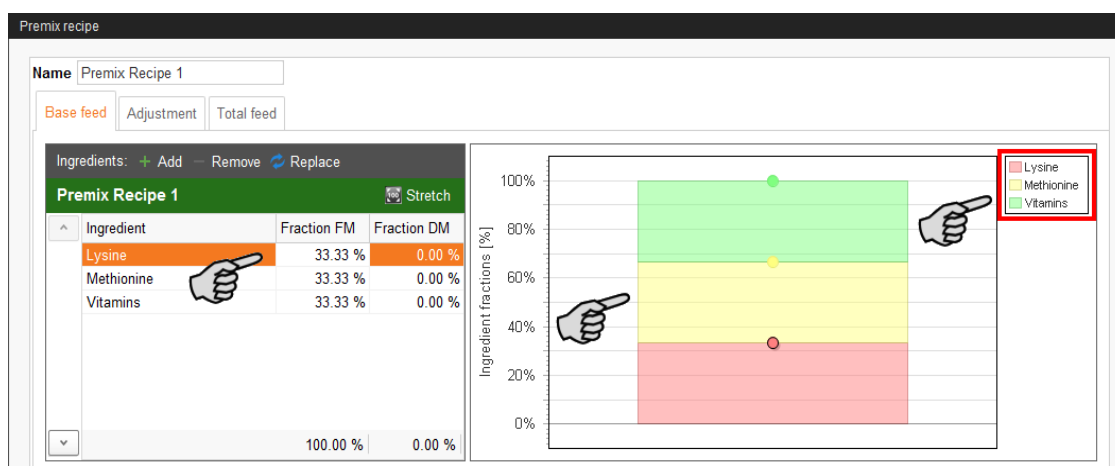 Premix recipe
Name Premix Recipe 1
Base feed Adjustment Total feed
Ingredients: + Add − Remove Replace
Premix Recipe 1 100 Stretch
Ingredient Fraction FM Fraction DM
Lysine 33.33 % 0.00 %
Methionine 33.33 % 0.00 %
Vitamins 33.33 % 0.00 %
100.00 % 0.00 %
Ingredient fractions [%]
100%
80%
60%
40%
20%
0%
Lysine
Methionine
Vitamins